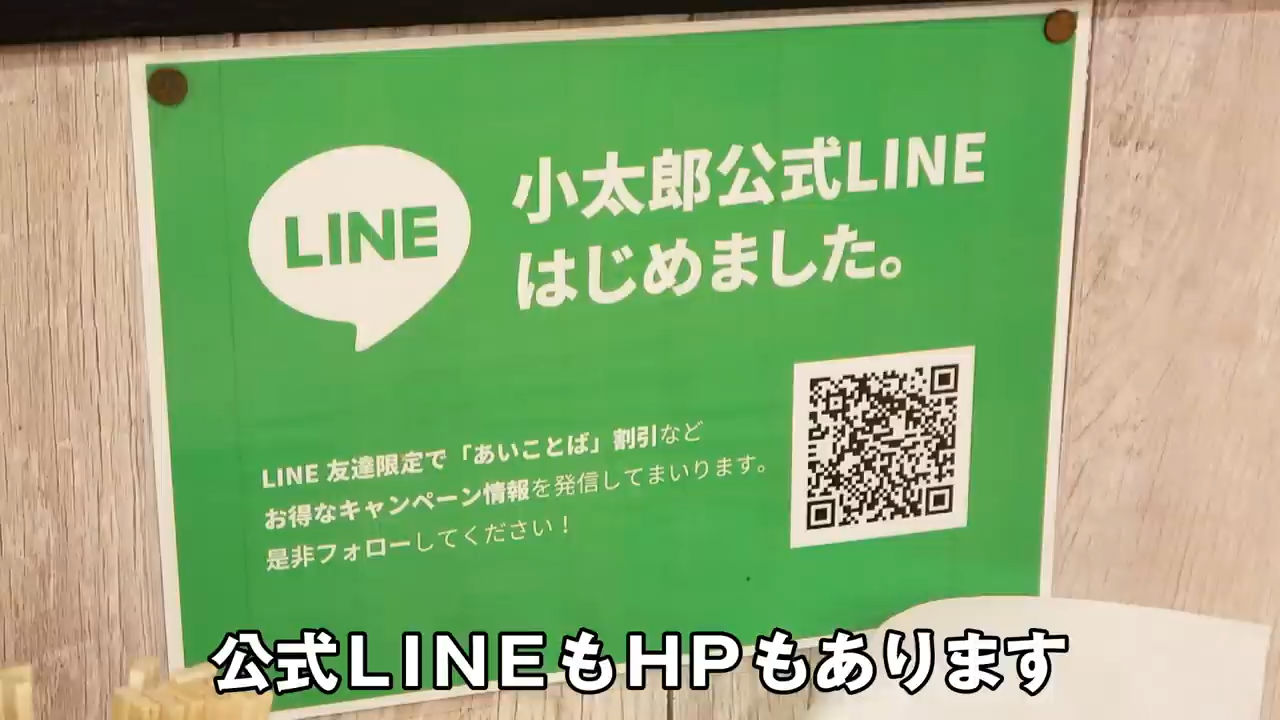 LINE
小太郎公式LINE
はじめました。
LINE 友達限定で「あいことば」割引など
お得なキャンペーン情報を発信してまいります。
是非フォローしてください！
公式LINEもHPもあります